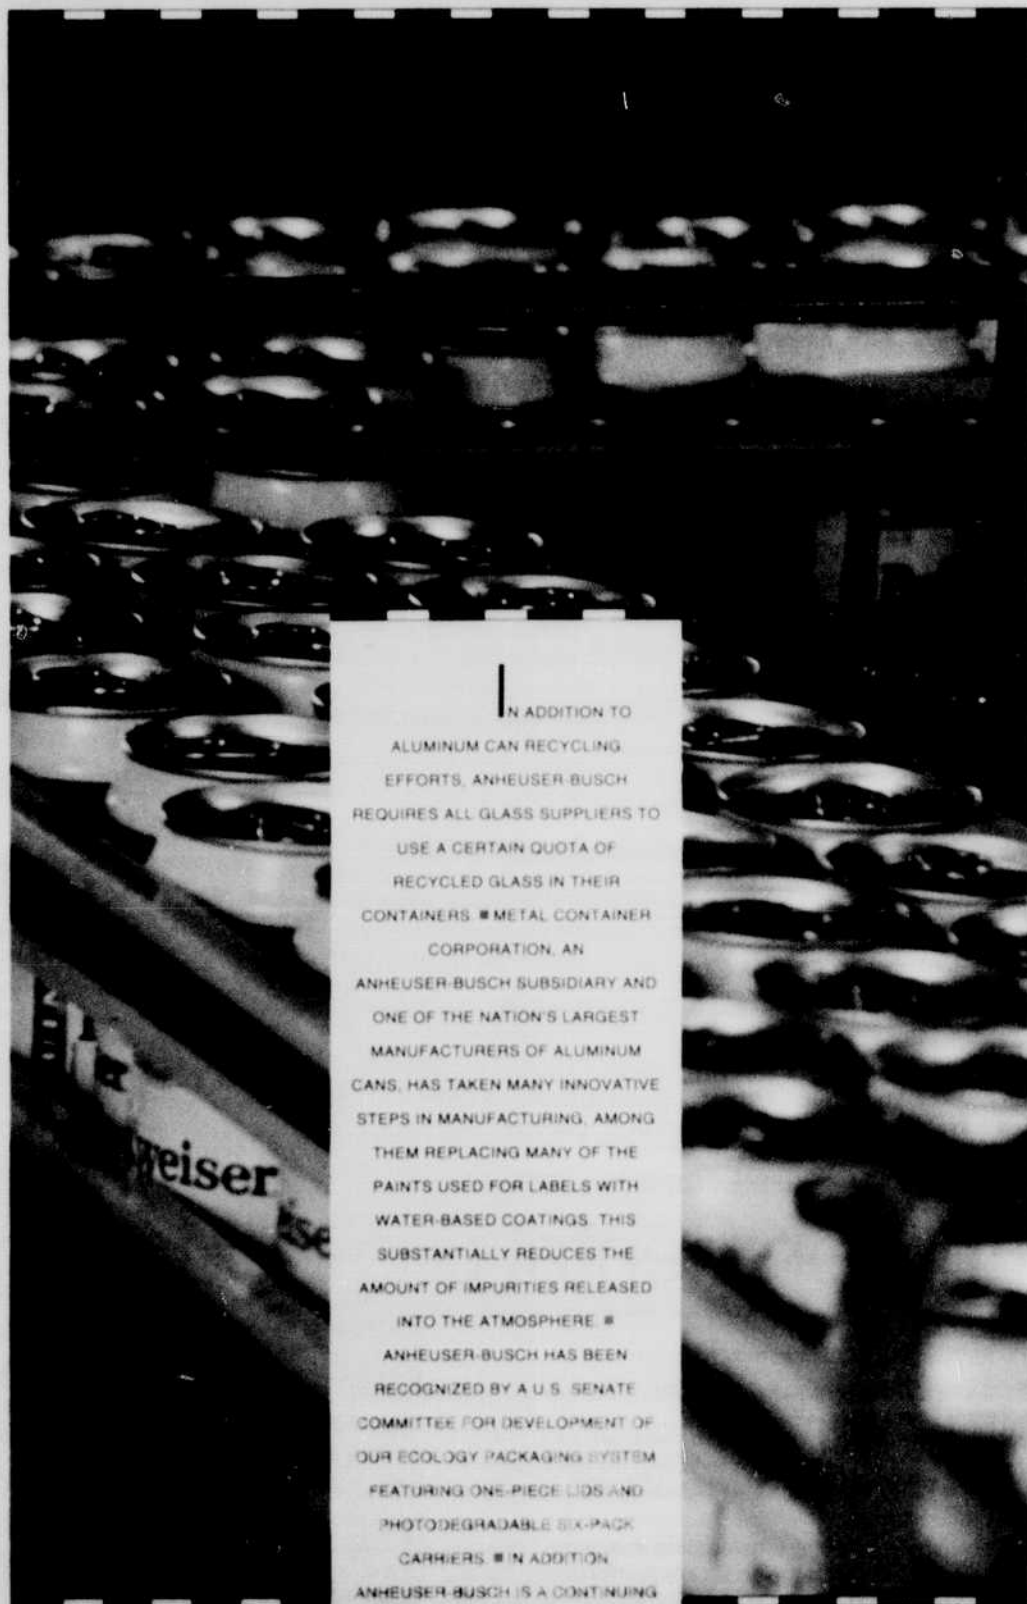 IN ADDITION TO
ALUMINUM CAN RECYCLING
EFFORTS, ANHEUSER-BUSCH
REQUIRES ALL GLASS SUPPLIERS TO
USE A CERTAIN QUOTA OF
RECYCLED GLASS IN THEIR
CONTAINERS. ■ METAL CONTAINER
CORPORATION, AN
ANHEUSER-BUSCH SUBSIDIARY AND
ONE OF THE NATION'S LARGEST
MANUFACTURERS OF ALUMINUM
CANS, HAS TAKEN MANY INNOVATIVE
STEPS IN MANUFACTURING, AMONG
THEM REPLACING MANY OF THE
PAINTS USED FOR LABELS WITH
WATER-BASED COATINGS. THIS
SUBSTANTIALLY REDUCES THE
AMOUNT OF IMPURITIES RELEASED
INTO THE ATMOSPHERE. ■
ANHEUSER-BUSCH HAS BEEN
RECOGNIZED BY A U.S. SENATE
COMMITTEE FOR DEVELOPMENT OF
OUR ECOLOGY PACKAGING SYSTEM
FEATURING ONE-PIECE LIDS AND
PHOTODEGRADABLE SIX-PACK
CARRIERS. ■ IN ADDITION
ANHEUSER-BUSCH IS A CONTINUING
weiser
ise